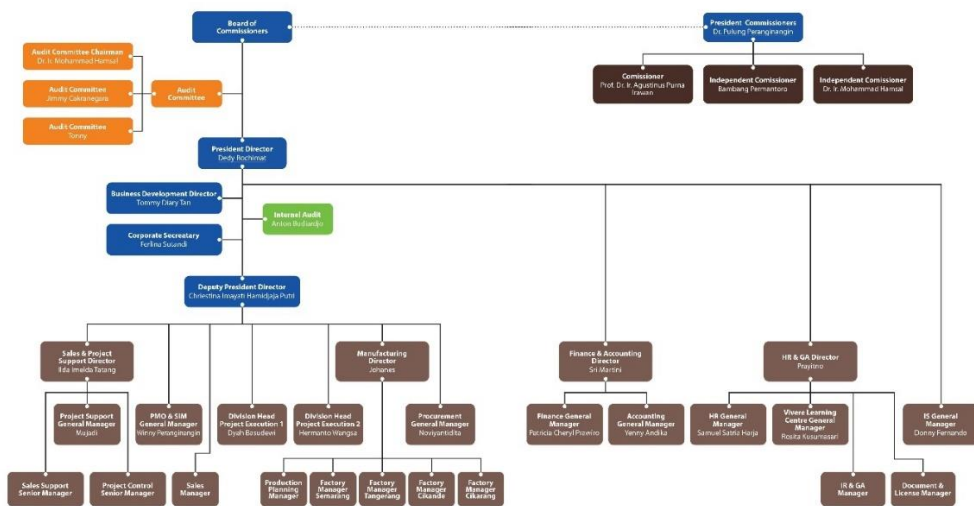 Board of
Commissioners
President Commissioners
Dr. Pulung Peranginangin
Audit Committee Chairman
Dr. Ir. Mohammad Hamsal
Audit Committee
Jimmy Cakranegara
Audit
Committee
Audit Committee
Tonny
Comissioner
Prof. Dr. Ir. Agustinus Purna
Irawan
Independent Comissioner
Bambang Permantoro
Independent Comissioner
Dr. Ir. Mohammad Hamsal
President Director
Dedy Rochimat
Business Development Director
Tommy Diary Tan
Internal Audit
Anton Budiardjo
Corporate Secreatary
Ferlina Sutandi
Deputy President Director
Christina Imayati Hamidjaja Putri
Sales & Project
Support Director
Ilda Imelda Tatang
Manufacturing
Director
Johanes
Finance & Accounting
Director
Sri Martini
HR & GA Director
Prayitno
Project Support
General Manager
Mujadi
PMO & SIM
General Manager
Winny Peranginangin
Division Head
Project Execution 1
Dyah Basudewi
Division Head
Project Execution 2
Hermanto Wangsa
Procurement
General Manager
Noviyantidita
Finance General
Manager
Patricia Cheryl Prawiro
Accounting
General Manager
Yenny Andika
HR General
Manager
Samuel Satria Harja
Vivere Learning
Centre General
Manager
Rosita Kusumasari
IS General
Manager
Donny Fernando
Sales Support
Senior Manager
Project Control
Senior Manager
Sales
Manager
Production
Planning
Manager
Factory
Manager
Semarang
Factory
Manager
Tangerang
Factory
Manager
Cikande
Factory
Manager
Cikarang
IR & GA
Manager
Document &
License Manager